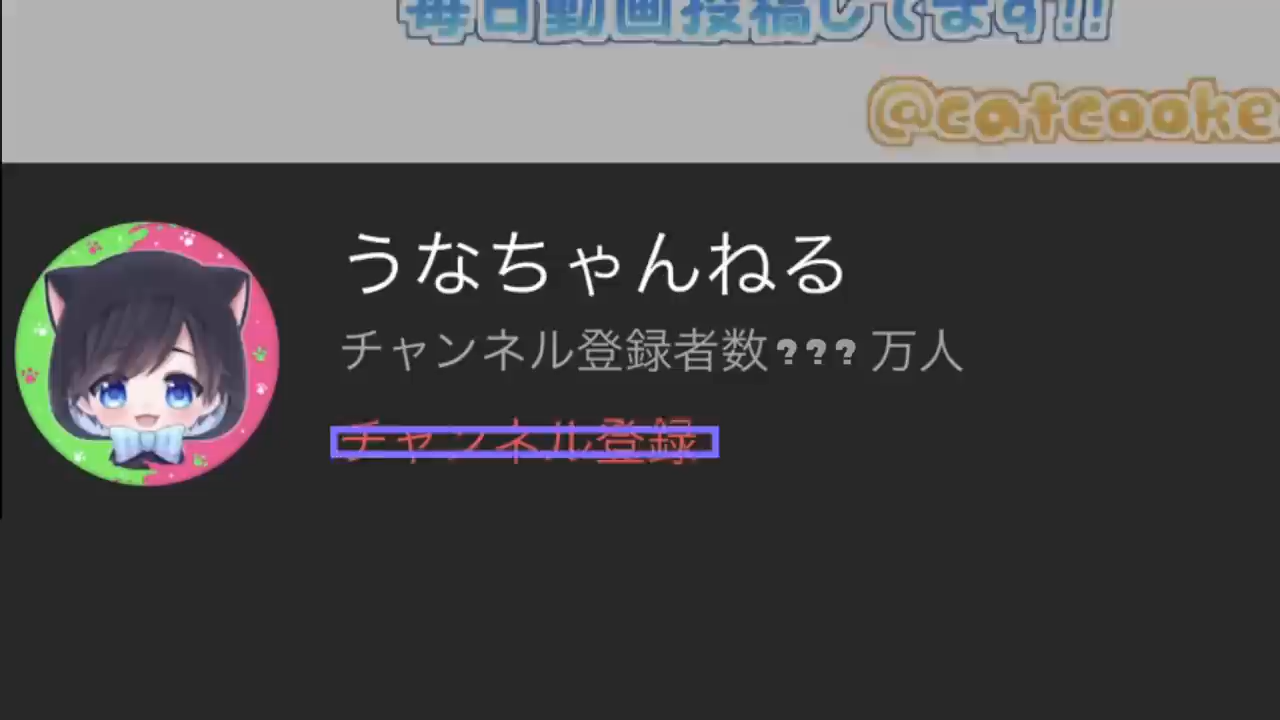 毎日動画投稿してます!!
@catcooke
うなちゃんねる
チャンネル登録者数??? 万人
チャンネル登録